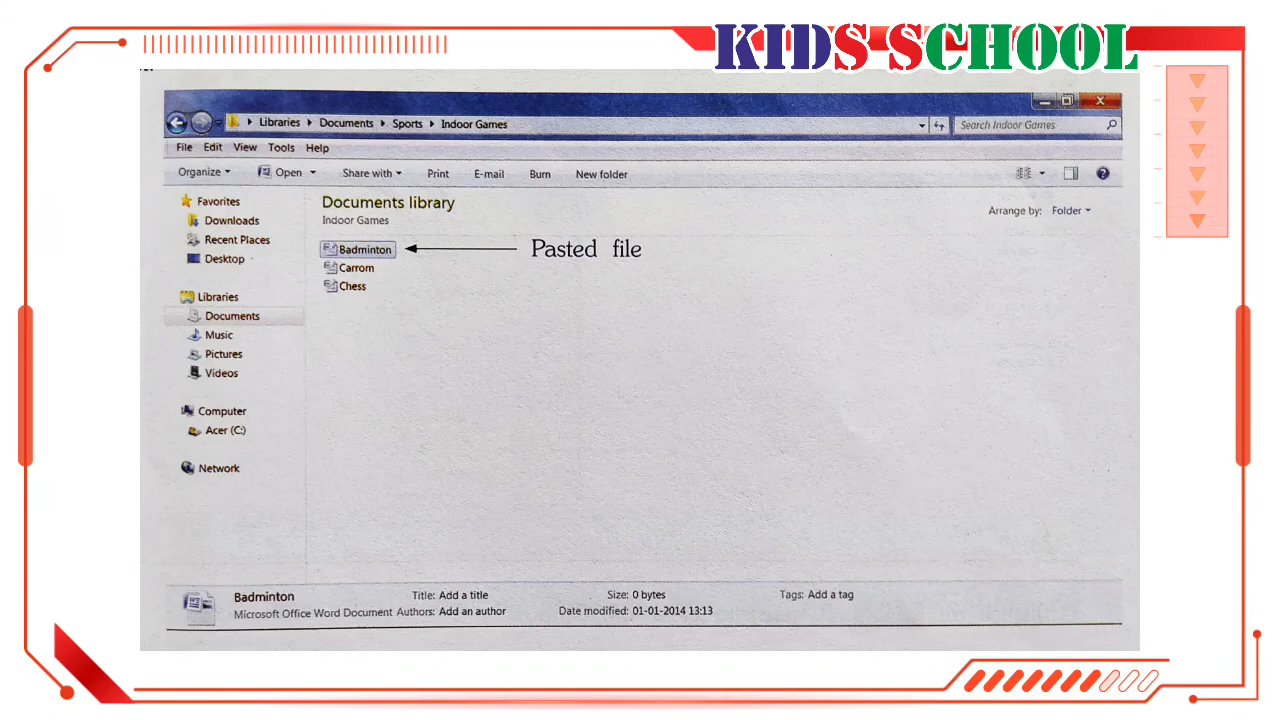 KIDS SCHOOL
Libraries Documents Sports Indoor Games
Search Indoor Games
File Edit View Tools Help
Organize Open Share with Print E-mail Burn New folder
Documents library
Indoor Games
Arrange by: Folder
Favorites
Downloads
Recent Places
Desktop
Libraries
Documents
Music
Pictures
Videos
Computer
Acer (C:)
Network
Badminton
Carrom
Chess
Pasted file
Badminton Title: Add a title Size: 0 bytes Tags: Add a tag
Microsoft Office Word Document Authors: Add an author Date modified: 01-01-2014 13:13